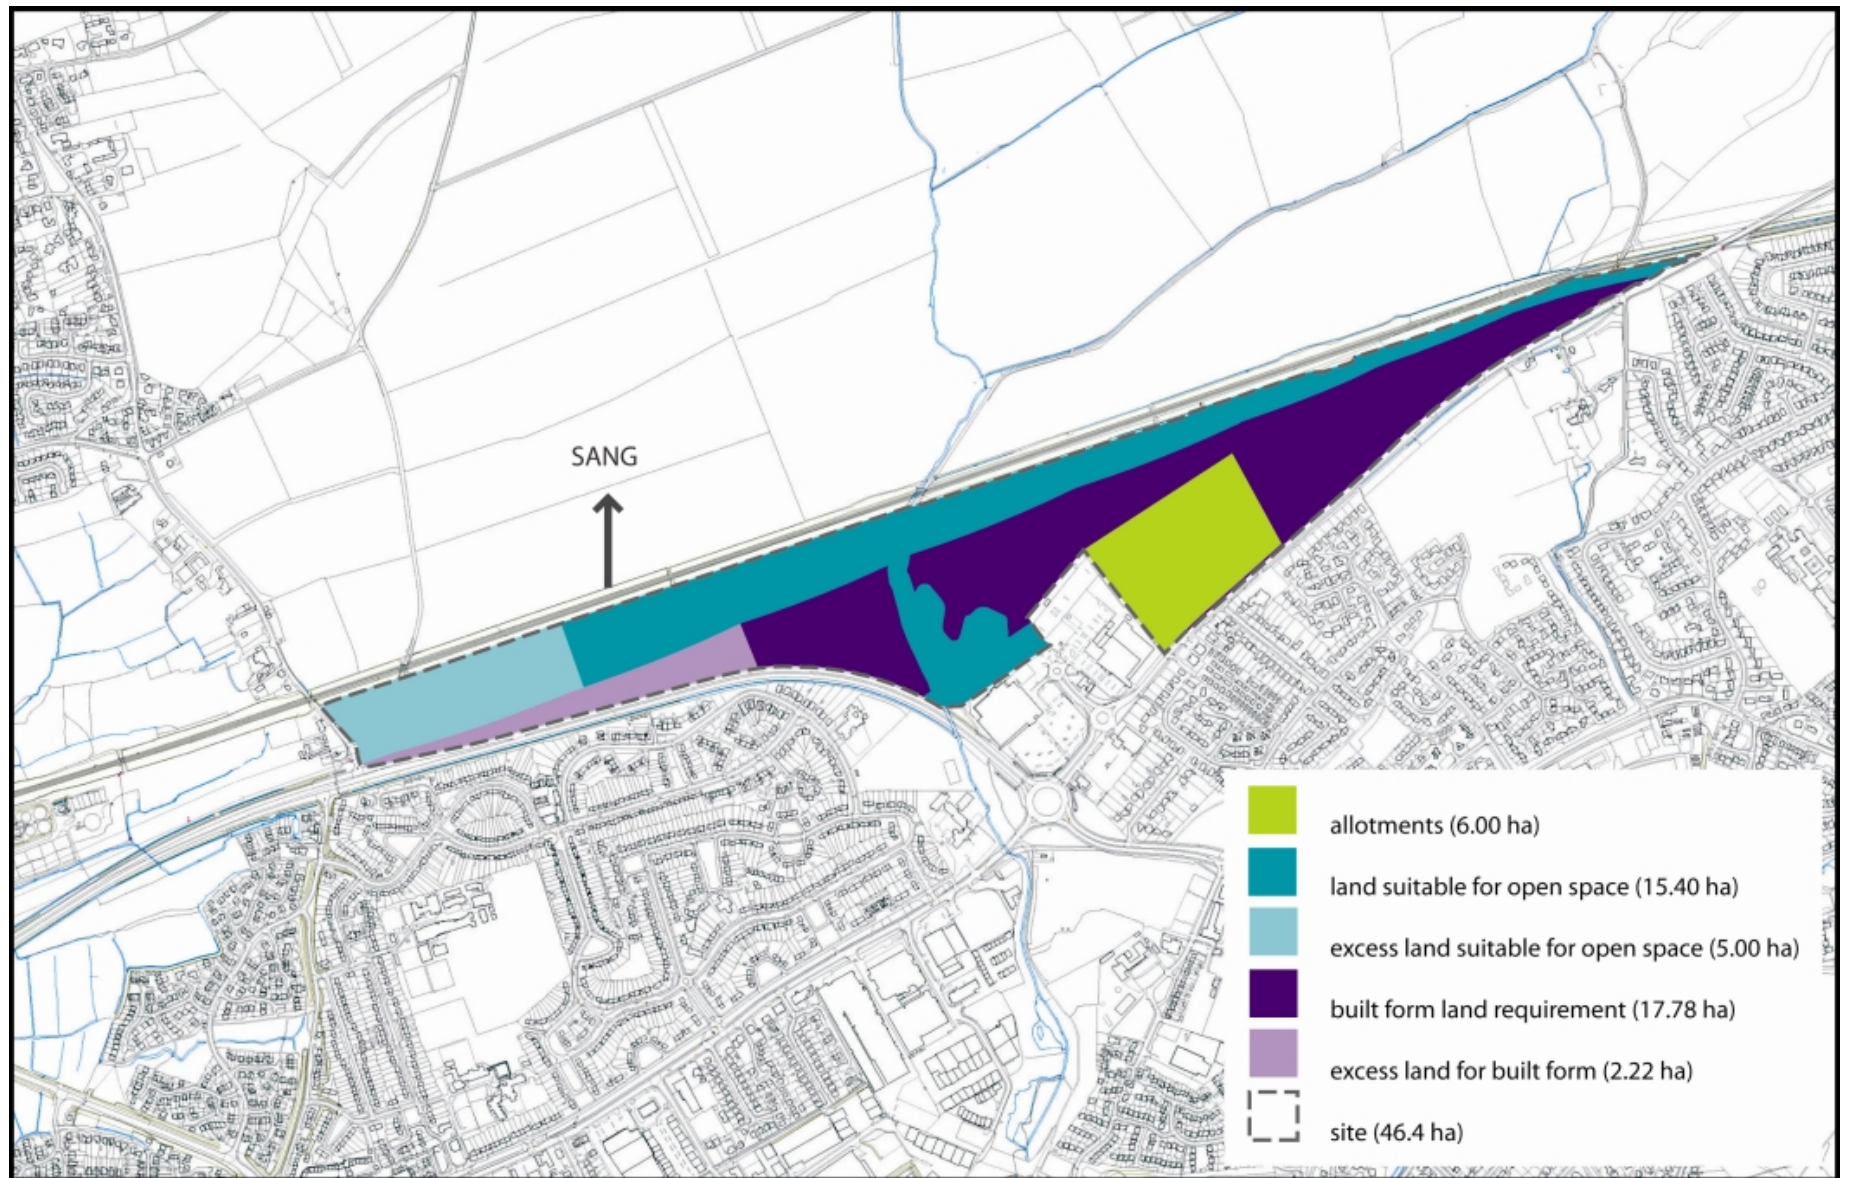 SANG
allotments (6.00 ha)
land suitable for open space (15.40 ha)
excess land suitable for open space (5.00 ha)
built form land requirement (17.78 ha)
excess land for built form (2.22 ha)
site (46.4 ha)